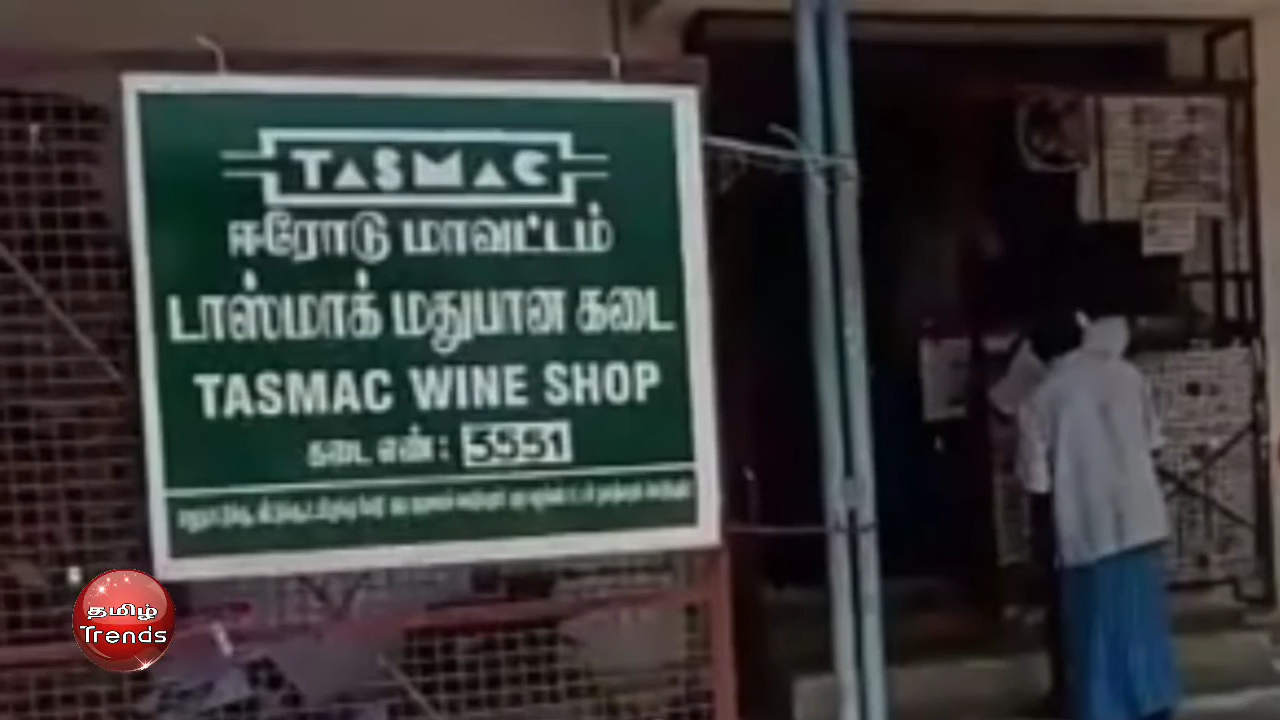 TASMAC
ஈரோடு மாவட்டம்
டாஸ்மாக் மதுபான கடை
TASMAC WINE SHOP
கடை எண் : 5551
தமிழ்
Trends